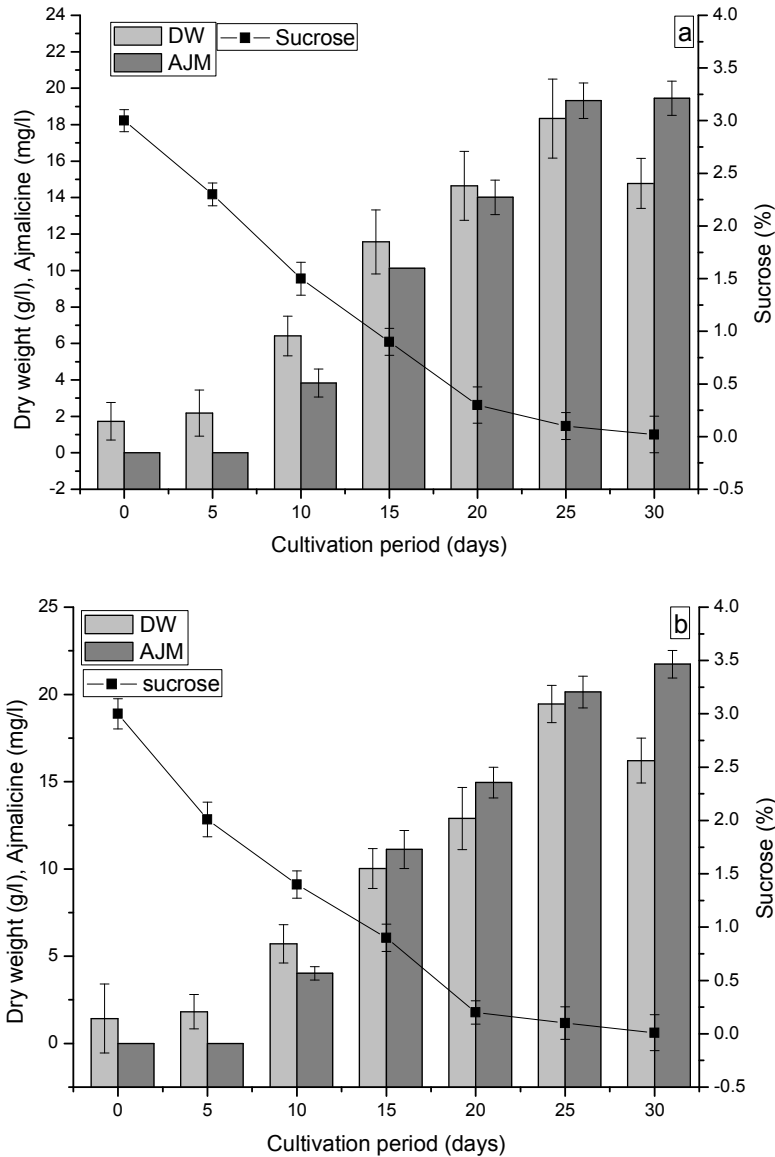 DW
AJM
Sucrose
a
24
22
20
18
16
14
12
10
8
6
4
2
0
-2
Dry weight (g/l), Ajmalicine (mg/l)
4.0
3.5
3.0
2.5
2.0
1.5
1.0
0.5
0.0
-0.5
Sucrose (%)
0 5 10 15 20 25 30
Cultivation period (days)
DW
AJM
sucrose
b
25
20
15
10
5
0
Dry weight (g/l), Ajmalicine (mg/l)
4.0
3.5
3.0
2.5
2.0
1.5
1.0
0.5
0.0
-0.5
Sucrose (%)
0 5 10 15 20 25 30
Cultivation period (days)